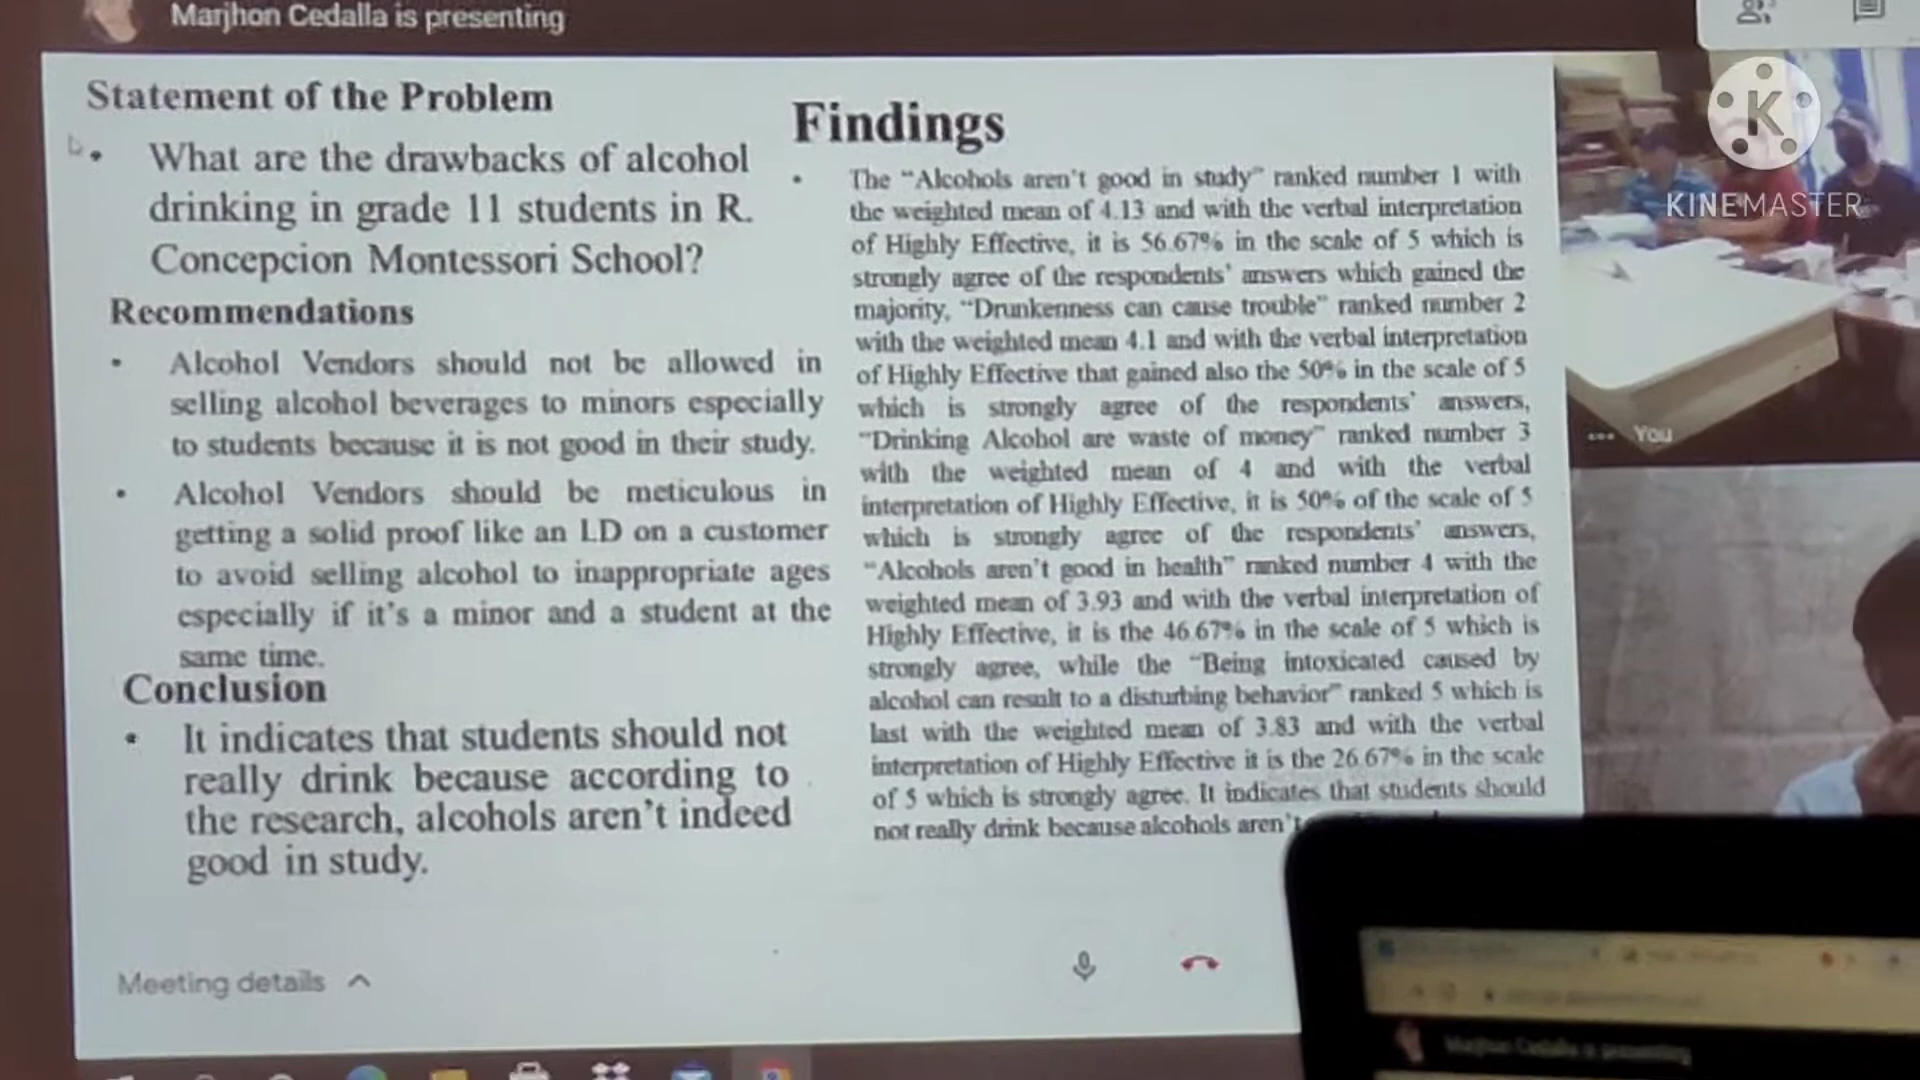 Marjhon Cedalla is presenting
Statement of the Problem
• What are the drawbacks of alcohol
drinking in grade 11 students in R.
Concepcion Montessori School?
Recommendations
• Alcohol Vendors should not be allowed in
selling alcohol beverages to minors especially
to students because it is not good in their study.
• Alcohol Vendors should be meticulous in
getting a solid proof like an I.D on a customer
to avoid selling alcohol to inappropriate ages
especially if it's a minor and a student at the
same time.
Conclusion
• It indicates that students should not
really drink because according to
the research, alcohols aren't indeed
good in study.
Findings
• The "Alcohols aren't good in study" ranked number 1 with
the weighted mean of 4.13 and with the verbal interpretation
of Highly Effective, it is 56.67% in the scale of 5 which is
strongly agree of the respondents' answers which gained the
majority, "Drunkenness can cause trouble" ranked number 2
with the weighted mean 4.1 and with the verbal interpretation
of Highly Effective that gained also the 50% in the scale of 5
which is strongly agree of the respondents' answers,
"Drinking Alcohol are waste of money" ranked number 3
with the weighted mean of 4 and with the verbal
interpretation of Highly Effective, it is 50% of the scale of 5
which is strongly agree of the respondents' answers,
"Alcohols aren't good in health" ranked number 4 with the
weighted mean of 3.93 and with the verbal interpretation of
Highly Effective, it is the 46.67% in the scale of 5 which is
strongly agree, while the "Being intoxicated caused by
alcohol can result to a disturbing behavior" ranked 5 which is
last with the weighted mean of 3.83 and with the verbal
interpretation of Highly Effective it is the 26.67% in the scale
of 5 which is strongly agree. It indicates that students should
not really drink because alcohols aren't
K
KINEMASTER
You
Meeting details
Marjhon Cedalla is presenting